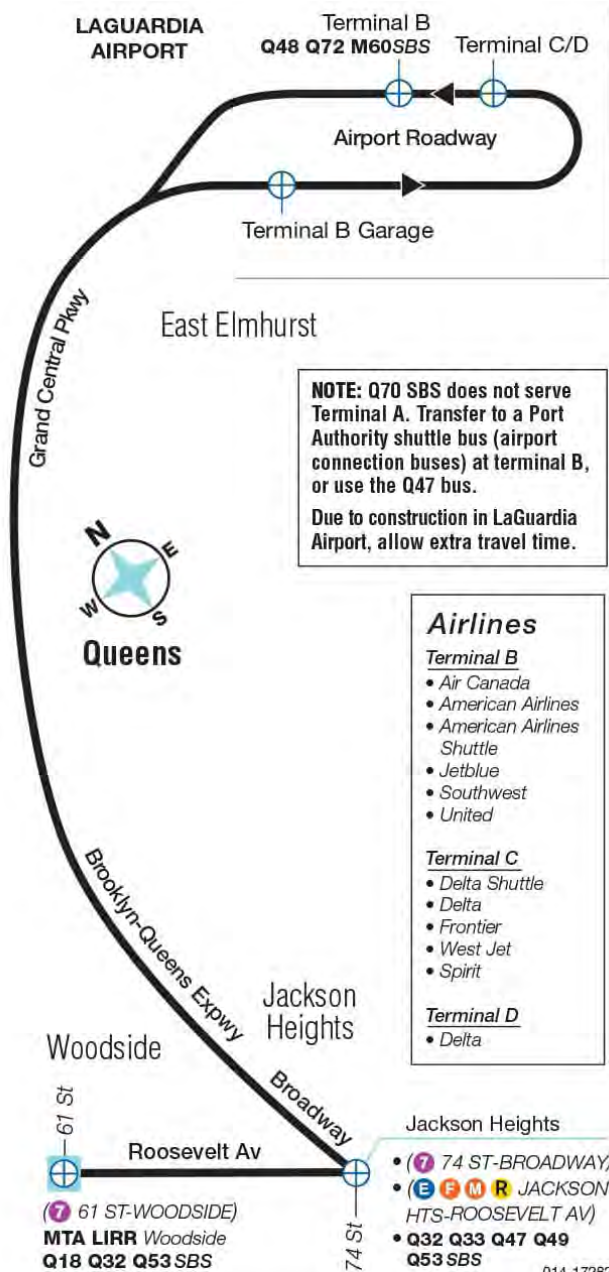 LAGUARDIA
AIRPORT
Terminal B
Q48 Q72 M60SBS
Terminal C/D
Airport Roadway
Terminal B Garage
Grand Central Pkwy
East Elmhurst
NOTE: Q70 SBS does not serve
Terminal A. Transfer to a Port
Authority shuttle bus (airport
connection buses) at terminal B,
or use the Q47 bus.
Due to construction in LaGuardia
Airport, allow extra travel time.
N
E
W
S
Queens
Airlines
Terminal B
• Air Canada
• American Airlines
• American Airlines
Shuttle
• Jetblue
• Southwest
• United
Terminal C
• Delta Shuttle
• Delta
• Frontier
• West Jet
• Spirit
Terminal D
• Delta
Brooklyn-Queens Expwy
Jackson
Heights
Woodside
Broadway
61 St
Roosevelt Av
(7 61 ST-WOODSIDE)
MTA LIRR Woodside
Q18 Q32 Q53 SBS
74 St
Jackson Heights
• (7 74 ST-BROADWAY)
• (E F M R JACKSON
HTS-ROOSEVELT AV)
• Q32 Q33 Q47 Q49
Q53 SBS